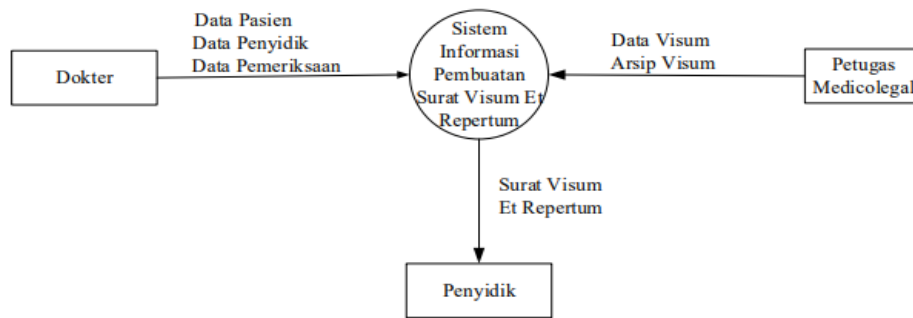 Data Pasien
Data Penyidik
Data Pemeriksaan
Dokter
Sistem
Informasi
Pembuatan
Surat Visum Et
Repertum
Data Visum
Arsip Visum
Petugas
Medicolegal
Surat Visum
Et Repertum
Penyidik